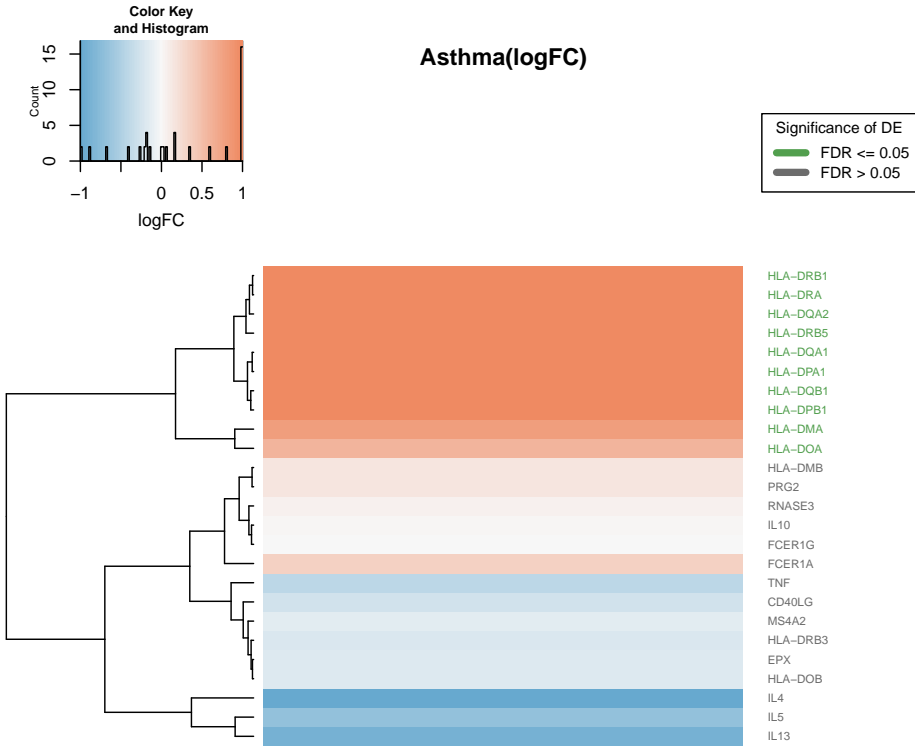 Color Key
and Histogram
Count
0
5
10
15
−1
0
0.5
1
logFC
Asthma(logFC)
Significance of DE
FDR <= 0.05
FDR > 0.05
HLA−DRB1
HLA−DRA
HLA−DQA2
HLA−DRB5
HLA−DQA1
HLA−DPA1
HLA−DQB1
HLA−DPB1
HLA−DMA
HLA−DOA
HLA−DMB
PRG2
RNASE3
IL10
FCER1G
FCER1A
TNF
CD40LG
MS4A2
HLA−DRB3
EPX
HLA−DOB
IL4
IL5
IL13